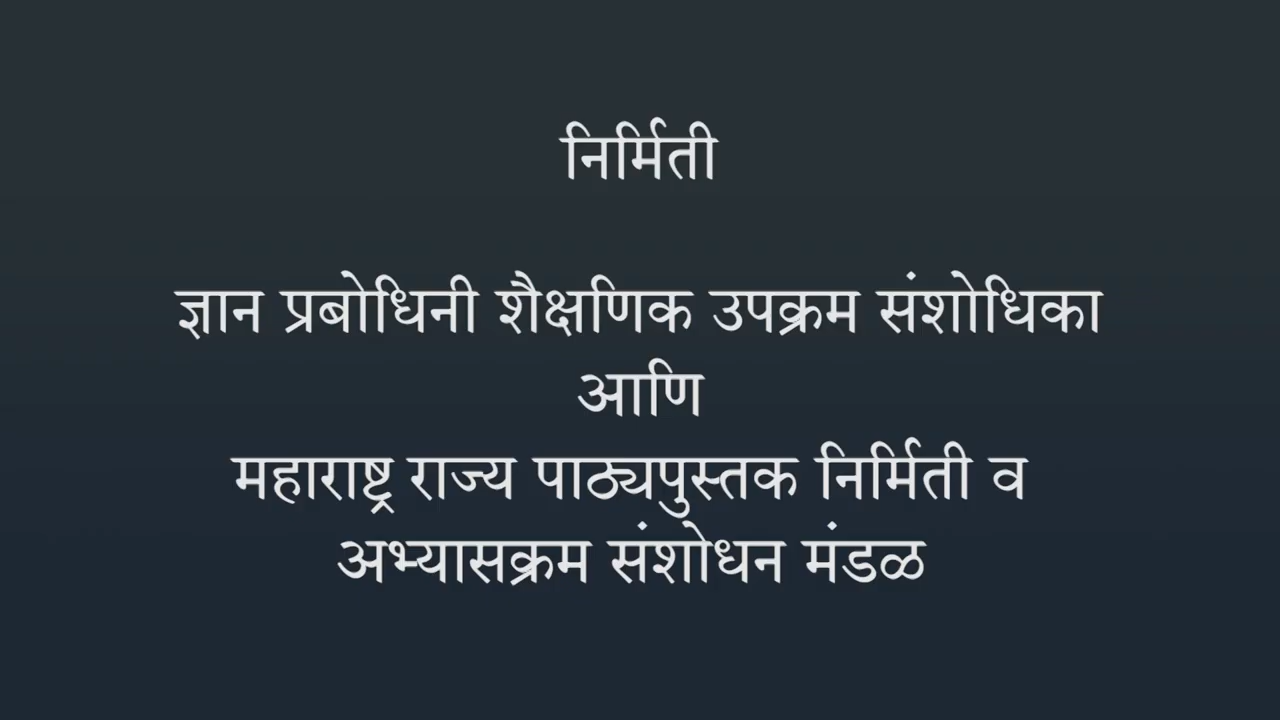 निर्मिती
ज्ञान प्रबोधिनी शैक्षणिक उपक्रम संशोधिका
आणि
महाराष्ट्र राज्य पाठ्यपुस्तक निर्मिती व
अभ्यासक्रम संशोधन मंडळ